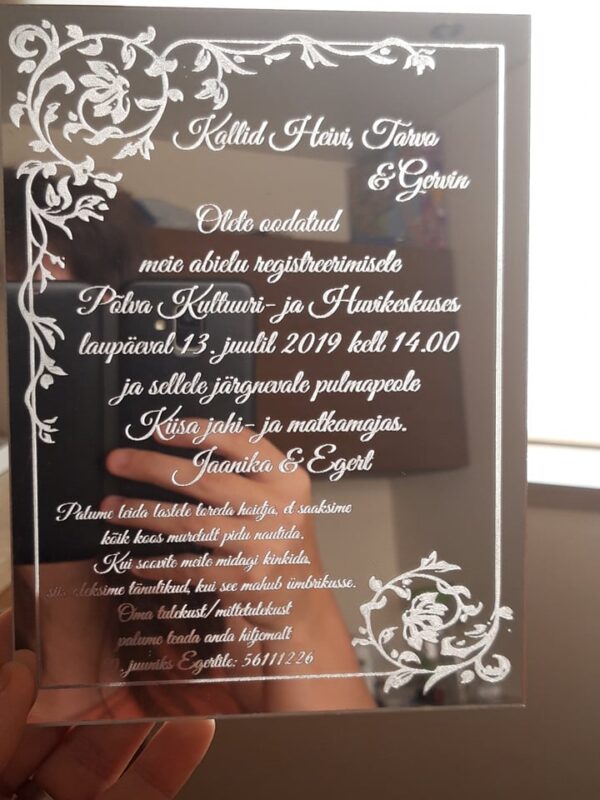 Kallid Heivi, Tarvo
& Gervin
Olete oodatud
meie abielu registreerimisele
Põlva Kultuuri- ja Huvikeskuses
laupäeval 13. juulil 2019 kell 14.00
ja sellele järgnevale pulmapeole
Kiisa jahi- ja matkamajas.
Jaanika & Egert
Palume leida lastele toreda hoidja, et saaksime
kõik koos muretult pidu nautida.
Kui soovite meile midagi kinkida,
oleksime tänulikud, kui see mahub ümbrikusse.
Oma tulekust/mittetulekust
palume teada anda hiljemalt
juuniks Egertile: 56111226